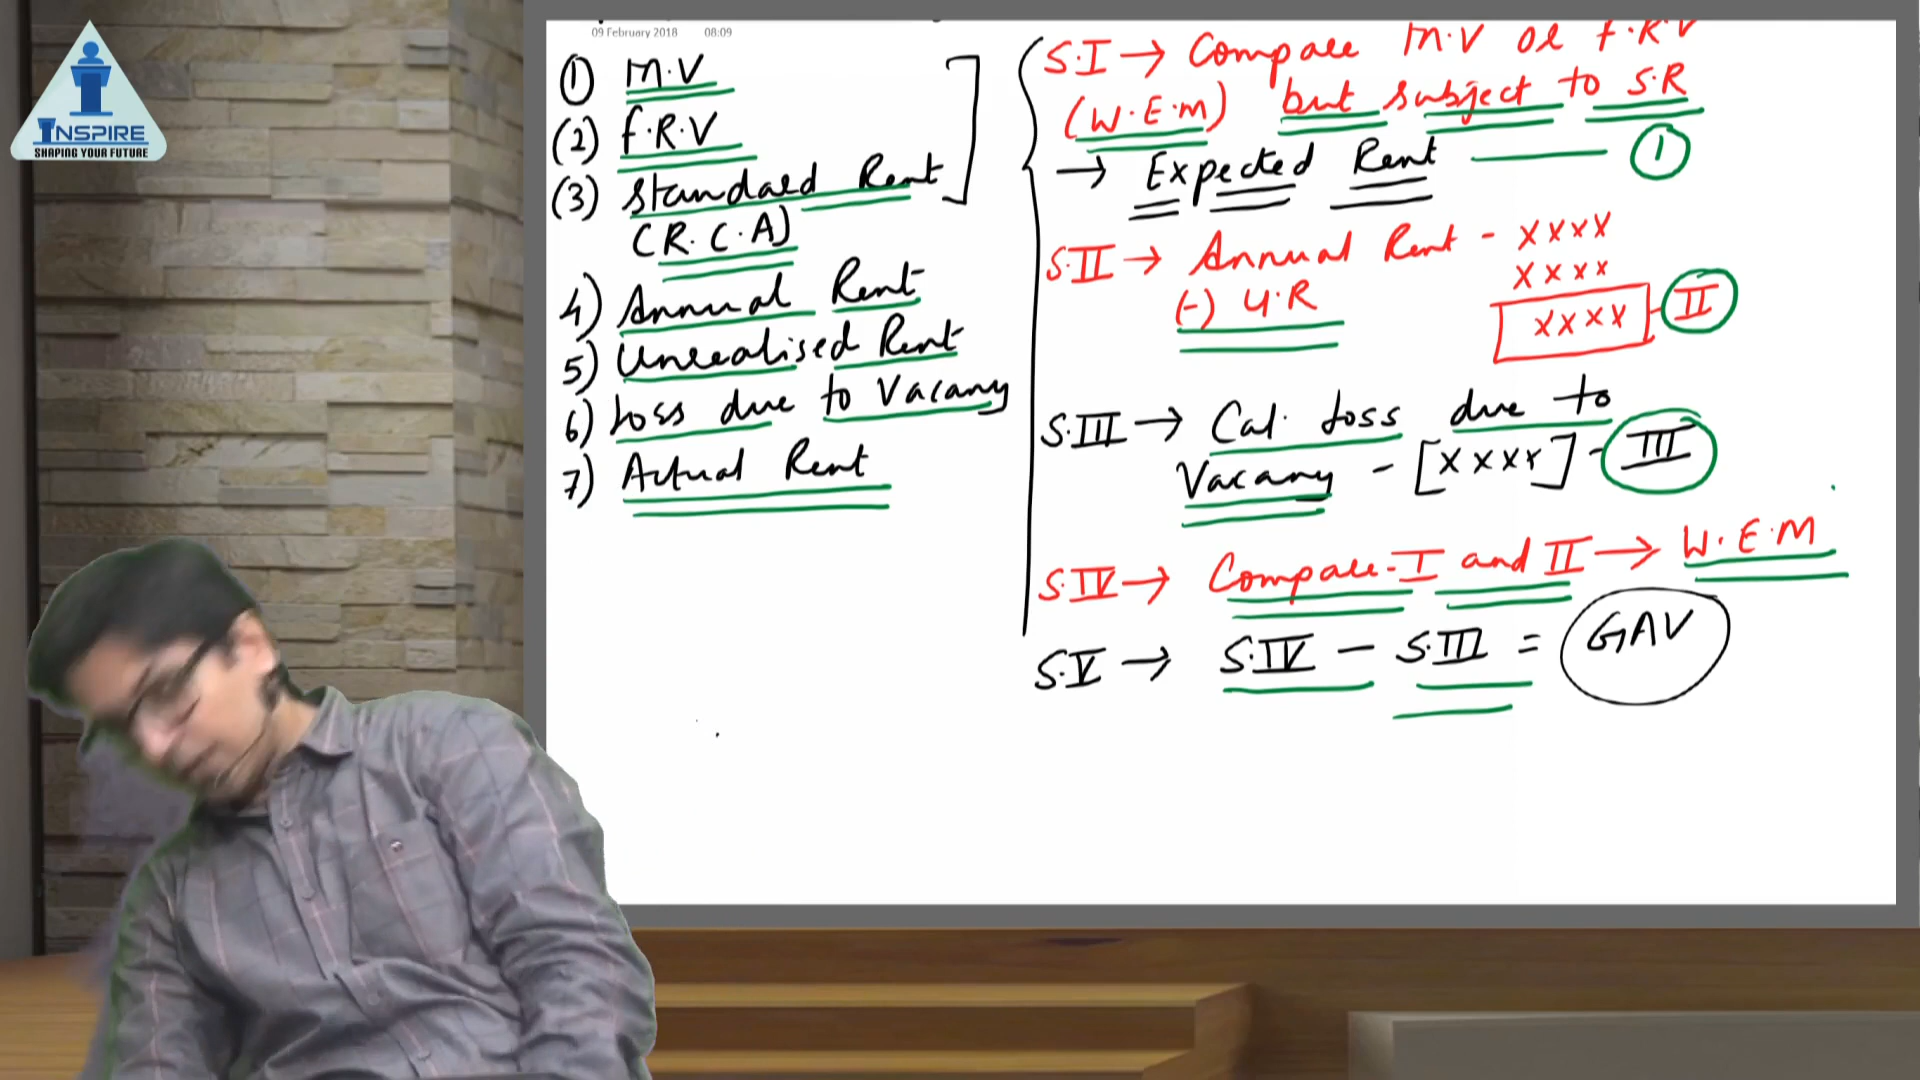 INSPIRE
SHAPING YOUR FUTURE
09 February 2018 08:09
① M.V
(2) F.R.V
(3) Standard Rent
(R.C.A)
4) Annual Rent
5) Unrealised Rent
6) Loss due to Vacany
7) Actual Rent
S.I → Compare M.V or F.R.V
(W.E.M) but subject to S.R
→ Expected Rent — ①
S.II → Annual Rent - xxxx
xxxx
(-) U.R
xxxx - II
S.III → Cal. Loss due to
Vacany - [xxxx] - III
S.IV → Compare - I and II → W.E.M
S.V → S.IV - S.III = GAV